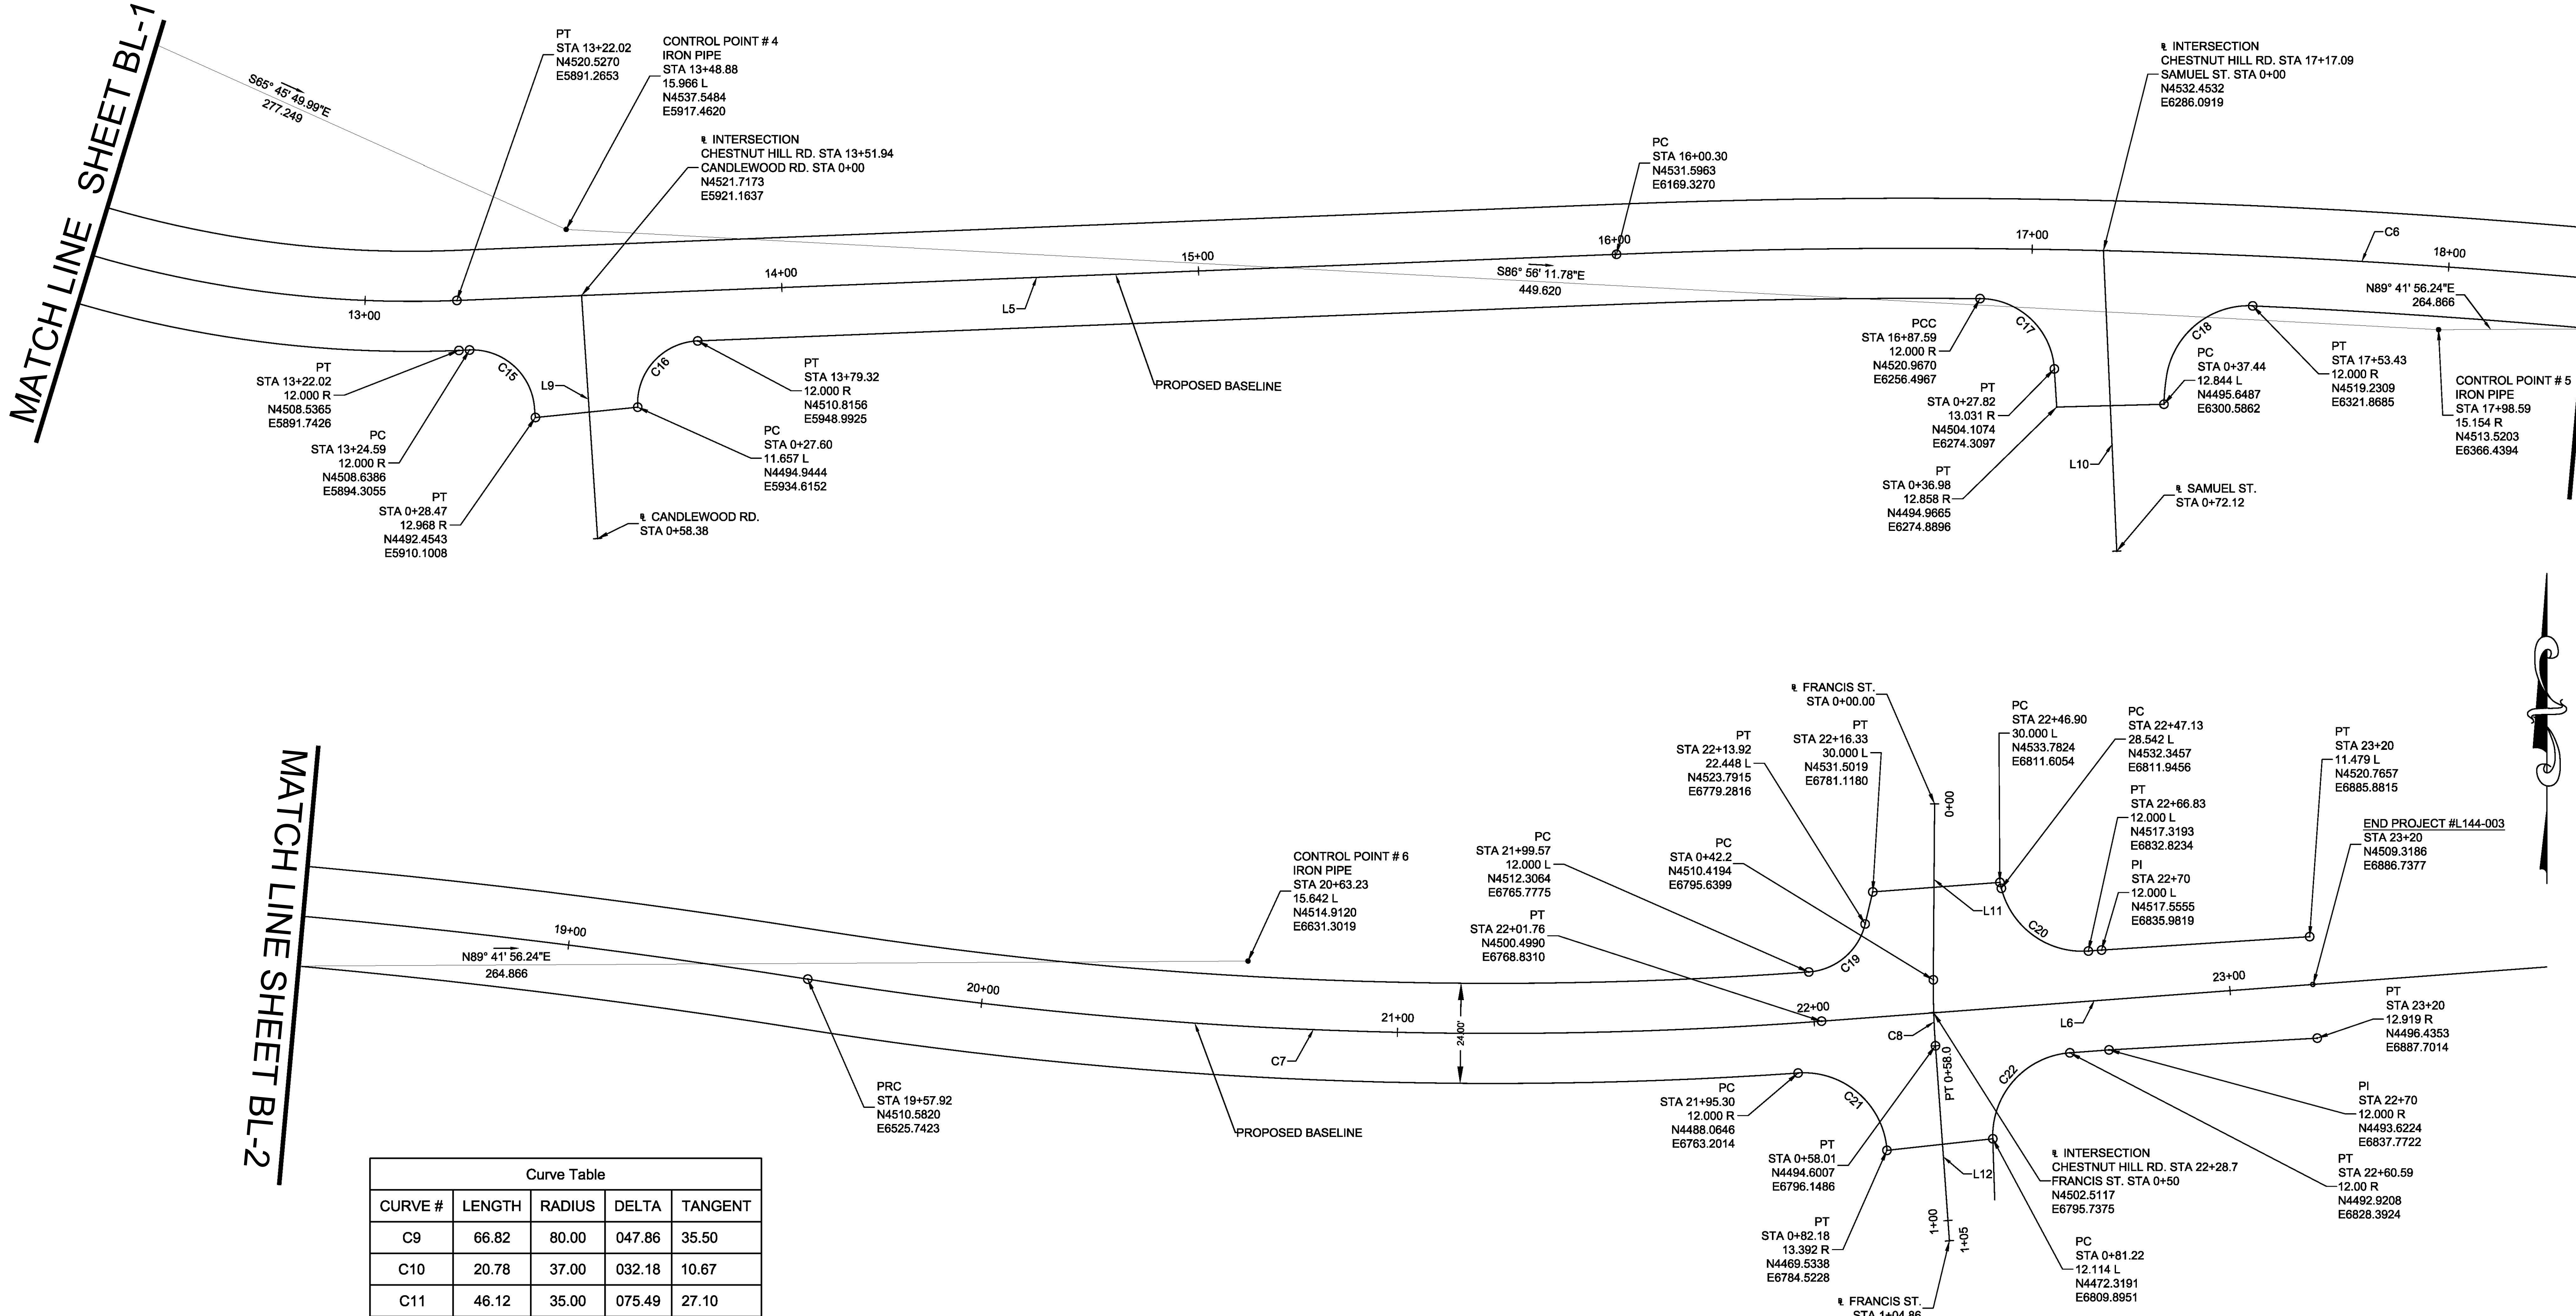 MATCH LINE SHEET BL-1
S65° 45' 49.99"E
277.249
PT
STA 13+22.02
N4520.5270
E5891.2653
CONTROL POINT # 4
IRON PIPE
STA 13+48.88
15.966 L
N4537.5484
E5917.4620
℄ INTERSECTION
CHESTNUT HILL RD. STA 13+51.94
CANDLEWOOD RD. STA 0+00
N4521.7173
E5921.1637
PC
STA 16+00.30
N4531.5963
E6169.3270
℄ INTERSECTION
CHESTNUT HILL RD. STA 17+17.09
SAMUEL ST. STA 0+00
N4532.4532
E6286.0919
13+00
14+00
15+00
16+00
17+00
18+00
C6
L5
S86° 56' 11.78"E
449.620
N89° 41' 56.24"E
264.866
PROPOSED BASELINE
PT
STA 13+22.02
12.000 R
N4508.5365
E5891.7426
PC
STA 13+24.59
12.000 R
N4508.6386
E5894.3055
PT
STA 0+28.47
12.968 R
N4492.4543
E5910.1008
C15
L9
C16
PT
STA 13+79.32
12.000 R
N4510.8156
E5948.9925
PC
STA 0+27.60
11.657 L
N4494.9444
E5934.6152
℄ CANDLEWOOD RD.
STA 0+58.38
PCC
STA 16+87.59
12.000 R
N4520.9670
E6256.4967
PT
STA 0+27.82
13.031 R
N4504.1074
E6274.3097
PT
STA 0+36.98
12.858 R
N4494.9665
E6274.8896
C17
L10
C18
PC
STA 0+37.44
12.844 L
N4495.6487
E6300.5862
PT
STA 17+53.43
12.000 R
N4519.2309
E6321.8685
℄ SAMUEL ST.
STA 0+72.12
CONTROL POINT # 5
IRON PIPE
STA 17+98.59
15.154 R
N4513.5203
E6366.4394
MATCH LINE SHEET BL-2
19+00
20+00
21+00
22+00
23+00
N89° 41' 56.24"E
264.866
PRC
STA 19+57.92
N4510.5820
E6525.7423
CONTROL POINT # 6
IRON PIPE
STA 20+63.23
15.642 L
N4514.9120
E6631.3019
C7
PROPOSED BASELINE
24.00'
PC
STA 21+99.57
12.000 L
N4512.3064
E6765.7775
PT
STA 22+01.76
N4500.4990
E6768.8310
PC
STA 0+42.2
N4510.4194
E6795.6399
PT
STA 22+13.92
22.448 L
N4523.7915
E6779.2816
PT
STA 22+16.33
30.000 L
N4531.5019
E6781.1180
℄ FRANCIS ST.
STA 0+00.00
0+00
PC
STA 22+46.90
30.000 L
N4533.7824
E6811.6054
PC
STA 22+47.13
28.542 L
N4532.3457
E6811.9456
PT
STA 22+66.83
12.000 L
N4517.3193
E6832.8234
PI
STA 22+70
12.000 L
N4517.5555
E6835.9819
PT
STA 23+20
11.479 L
N4520.7657
E6885.8815
END PROJECT #L144-003
STA 23+20
N4509.3186
E6886.7377
C19
C20
L11
L6
C8
PT 0+58.0
PT
STA 23+20
12.919 R
N4496.4353
E6887.7014
PI
STA 22+70
12.000 R
N4493.6224
E6837.7722
PT
STA 22+60.59
12.00 R
N4492.9208
E6828.3924
C21
C22
L12
PC
STA 21+95.30
12.000 R
N4488.0646
E6763.2014
PT
STA 0+58.01
N4494.6007
E6796.1486
PT
STA 0+82.18
13.392 R
N4469.5338
E6784.5228
℄ INTERSECTION
CHESTNUT HILL RD. STA 22+28.7
FRANCIS ST. STA 0+50
N4502.5117
E6795.7375
PC
STA 0+81.22
12.114 L
N4472.3191
E6809.8951
1+00
1+05
℄ FRANCIS ST.
STA 1+04.86
Curve Table
CURVE # LENGTH RADIUS DELTA TANGENT
C9 66.82 80.00 047.86 35.50
C10 20.78 37.00 032.18 10.67
C11 46.12 35.00 075.49 27.10